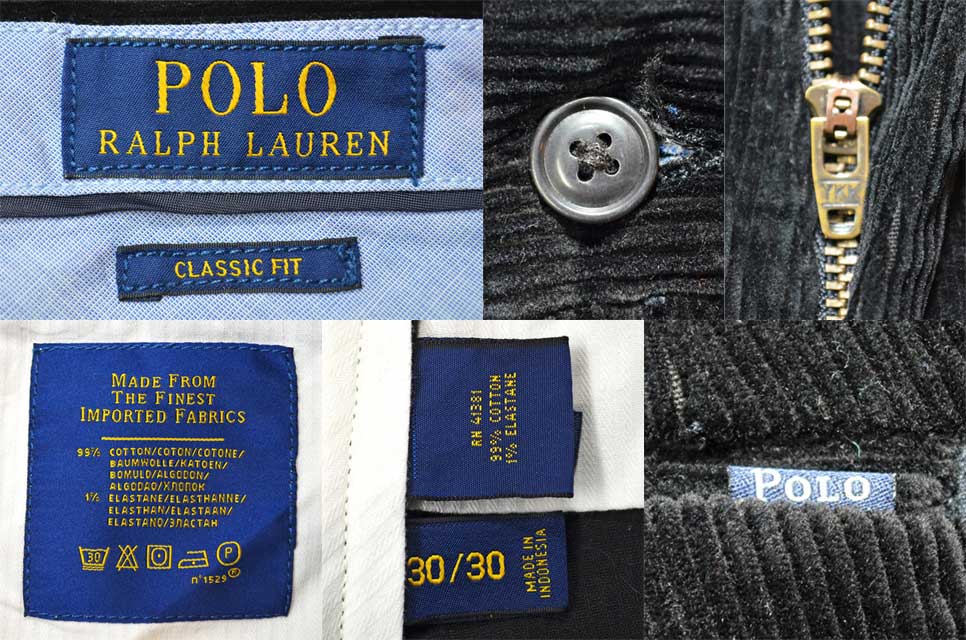 POLO
RALPH LAUREN
CLASSIC FIT
YKK
MADE FROM
THE FINEST
IMPORTED FABRICS
99% COTTON/COTON/COTONE/
BAUMWOLLE/KATOEN/
BOMULD/ALGODON/
ALGODAO/ХЛОПОК
1% ELASTANE/ELASTHANNE/
ELASTHAN/ELASTAAN/
ELASTANO/ЭЛАСТАН
30
P
n°1529®
RN 41381
99% COTTON
1% ELASTANE
30/30
MADE IN
INDONESIA
POLO